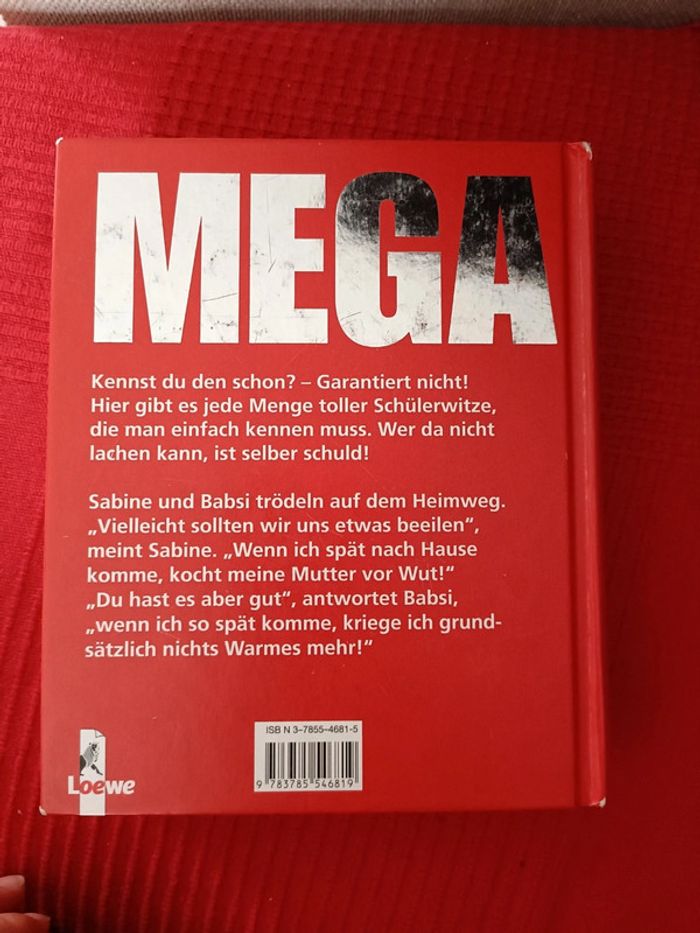 MEGA
Kennst du den schon? – Garantiert nicht!
Hier gibt es jede Menge toller Schülerwitze,
die man einfach kennen muss. Wer da nicht
lachen kann, ist selber schuld!
Sabine und Babsi trödeln auf dem Heimweg.
„Vielleicht sollten wir uns etwas beeilen“,
meint Sabine. „Wenn ich spät nach Hause
komme, kocht meine Mutter vor Wut!“
„Du hast es aber gut“, antwortet Babsi,
„wenn ich so spät komme, kriege ich grund-
sätzlich nichts Warmes mehr!“
ISBN 3-7855-4681-5
9 783785 546819
Loewe